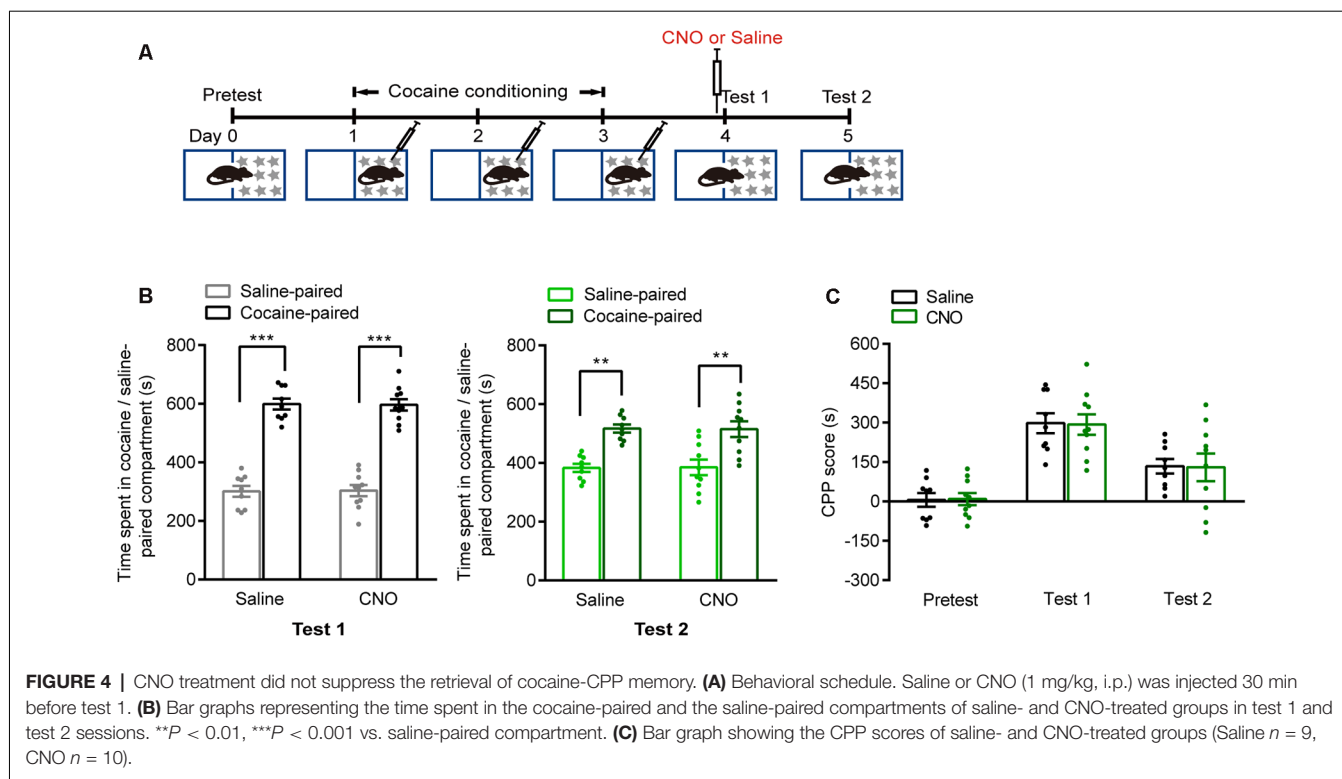 A
CNO or Saline
Pretest
Cocaine conditioning
Test 1
Test 2
Day 0
1
2
3
4
5
B
Saline-paired
Cocaine-paired
Time spent in cocaine / saline-
paired compartment (s)
800
600
400
200
0
***
***
Saline
CNO
Test 1
Saline-paired
Cocaine-paired
Time spent in cocaine / saline-
paired compartment (s)
800
600
400
200
0
**
**
Saline
CNO
Test 2
C
Saline
CNO
CPP score (s)
600
450
300
150
0
-150
-300
Pretest
Test 1
Test 2
FIGURE 4 | CNO treatment did not suppress the retrieval of cocaine-CPP memory. (A) Behavioral schedule. Saline or CNO (1 mg/kg, i.p.) was injected 30 min
before test 1. (B) Bar graphs representing the time spent in the cocaine-paired and the saline-paired compartments of saline- and CNO-treated groups in test 1 and
test 2 sessions. **P < 0.01, ***P < 0.001 vs. saline-paired compartment. (C) Bar graph showing the CPP scores of saline- and CNO-treated groups (Saline n = 9,
CNO n = 10).